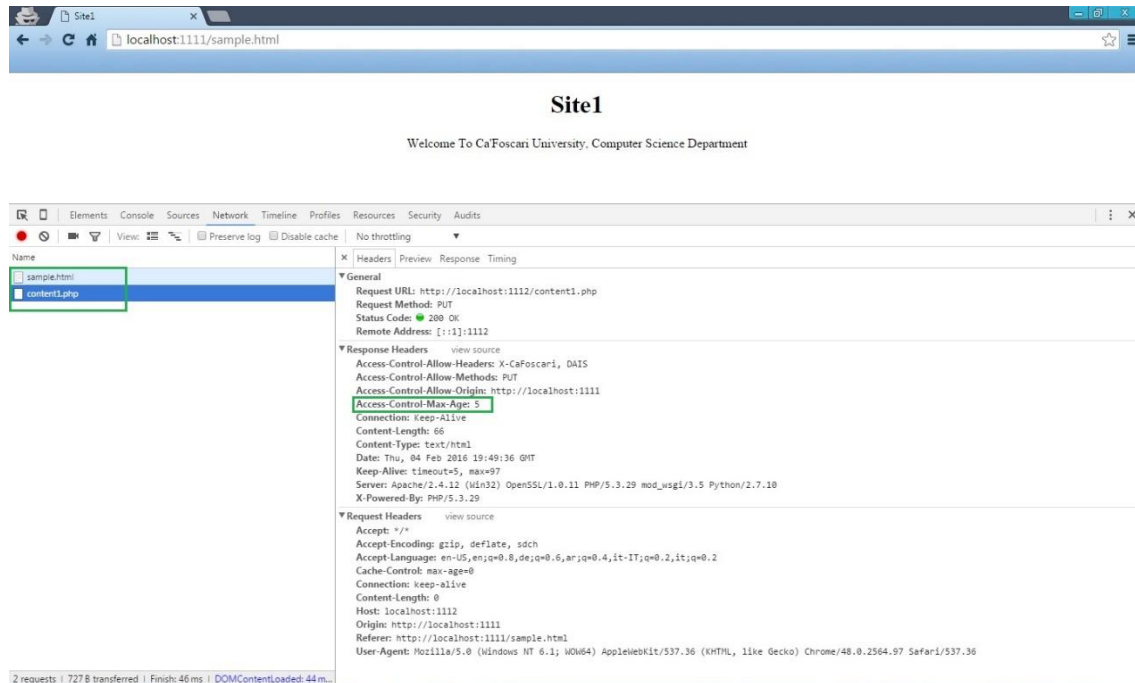 Site1
localhost:1111/sample.html
Site1
Welcome To Ca'Foscari University, Computer Science Department
Elements Console Sources Network Timeline Profiles Resources Security Audits
View: Preserve log Disable cache No throttling
Name
Headers Preview Response Timing
sample.html
content1.php
General
Request URL: http://localhost:1112/content1.php
Request Method: PUT
Status Code: 200 OK
Remote Address: [::1]:1112
Response Headers view source
Access-Control-Allow-Headers: X-CaFoscari, DAIS
Access-Control-Allow-Methods: PUT
Access-Control-Allow-Origin: http://localhost:1111
Access-Control-Max-Age: 5
Connection: Keep-Alive
Content-Length: 66
Content-Type: text/html
Date: Thu, 04 Feb 2016 19:49:36 GMT
Keep-Alive: timeout=5, max=97
Server: Apache/2.4.12 (Win32) OpenSSL/1.0.1l PHP/5.3.29 mod_wsgi/3.5 Python/2.7.10
X-Powered-By: PHP/5.3.29
Request Headers view source
Accept: */*
Accept-Encoding: gzip, deflate, sdch
Accept-Language: en-US,en;q=0.8,de;q=0.6,ar;q=0.4,it-IT;q=0.2,it;q=0.2
Cache-Control: max-age=0
Connection: keep-alive
Content-Length: 0
Host: localhost:1112
Origin: http://localhost:1111
Referer: http://localhost:1111/sample.html
User-Agent: Mozilla/5.0 (Windows NT 6.1; WOW64) AppleWebKit/537.36 (KHTML, like Gecko) Chrome/48.0.2564.97 Safari/537.36
2 requests | 727 B transferred | Finish: 46 ms | DOMContentLoaded: 44 m...